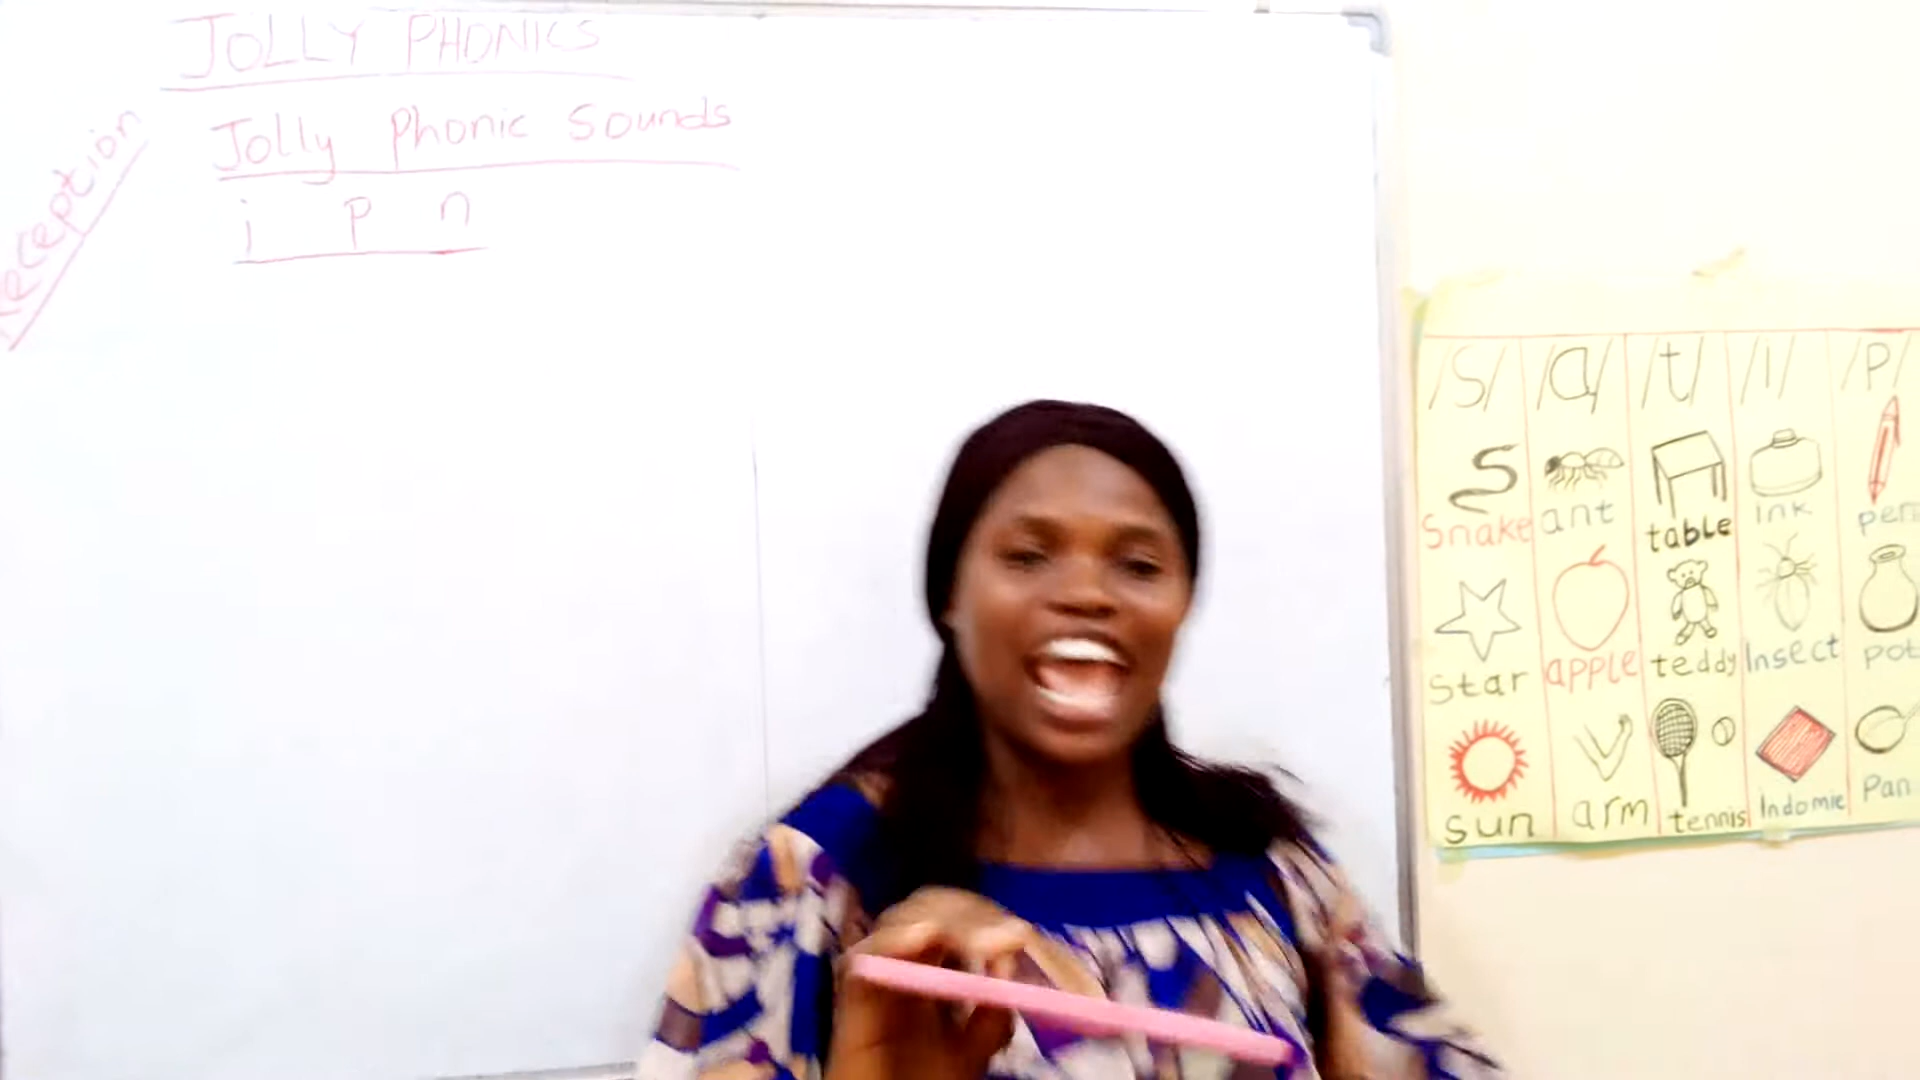 JOLLY PHONICS
Jolly Phonic Sounds
Reception
i p n
/S/ /a/ /t/ /i/ /P/
Snake ant table ink pen
Star apple teddy Insect pot
sun arm tennis Indomie Pan